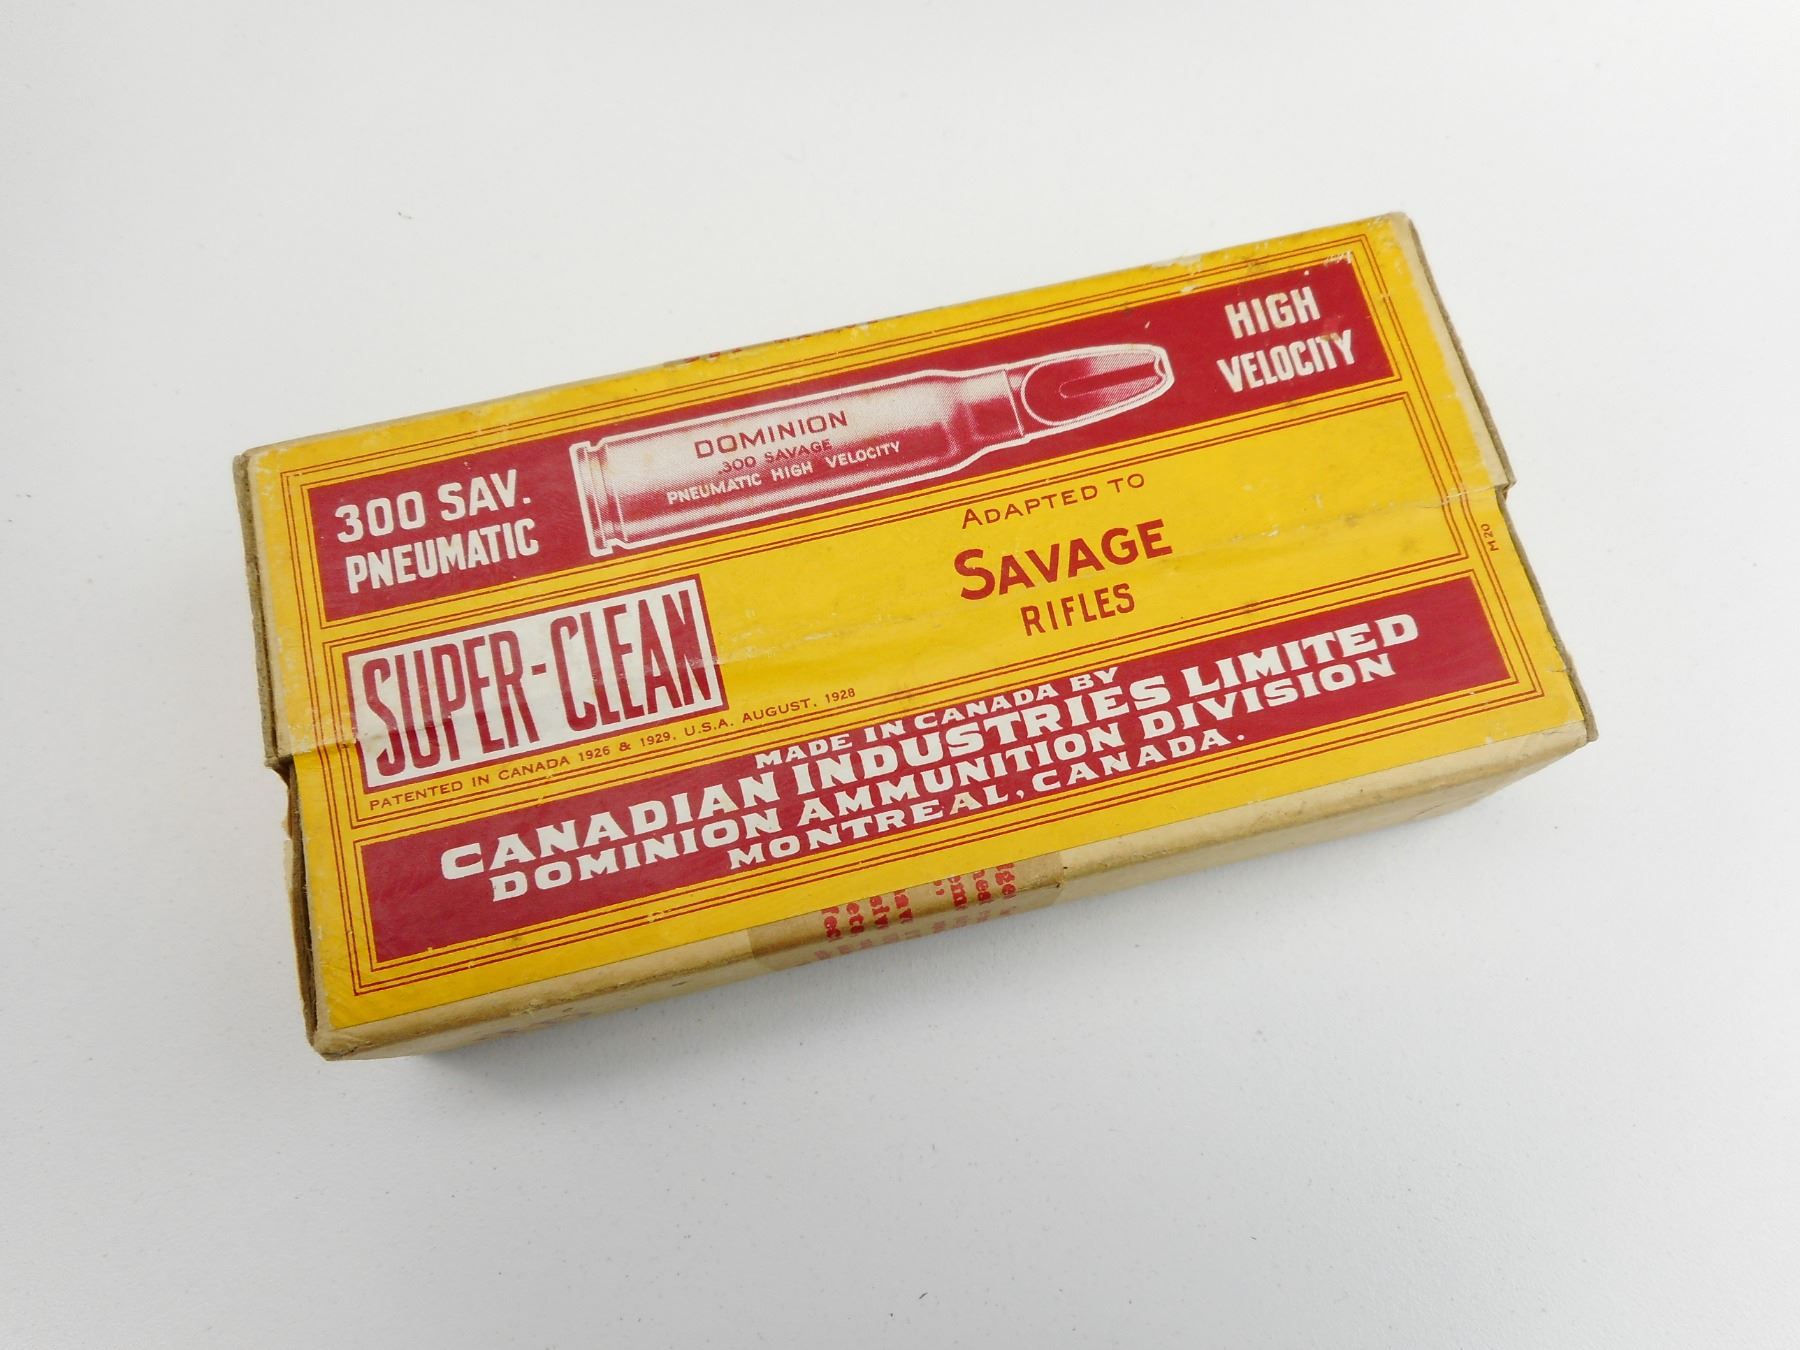 300 SAV.
PNEUMATIC
DOMINION
.300 SAVAGE
PNEUMATIC HIGH VELOCITY
HIGH
VELOCITY
SUPER-CLEAN
PATENTED IN CANADA 1926 & 1929, U.S.A. AUGUST, 1928
ADAPTED TO
SAVAGE
RIFLES
M20
MADE IN CANADA BY
CANADIAN INDUSTRIES LIMITED
DOMINION AMMUNITION DIVISION
MONTREAL, CANADA.